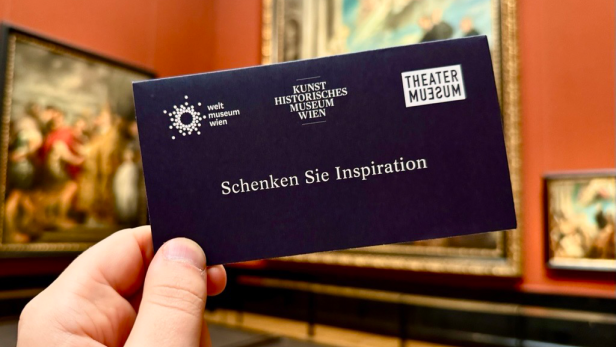 welt
museum
wien
KUNST
HISTORISCHES
MUSEUM
WIEN
THEATER
MUSEUM
Schenken Sie Inspiration